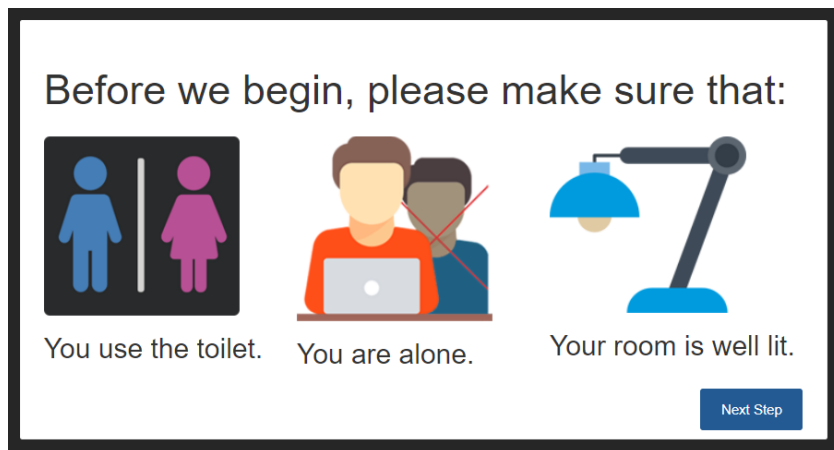 Before we begin, please make sure that:
You use the toilet.
You are alone.
Your room is well lit.
Next Step